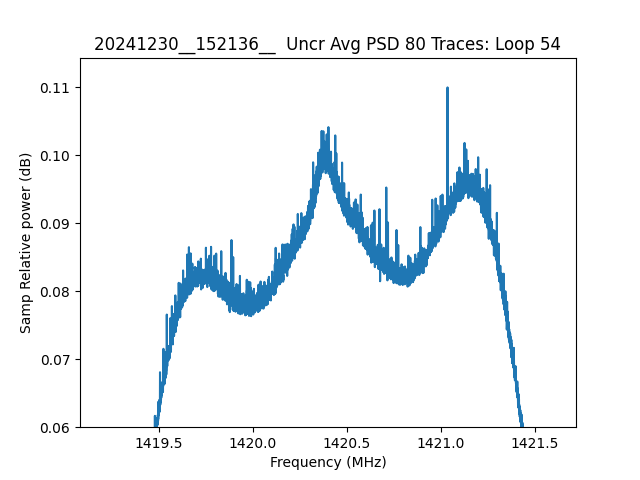 20241230__152136__  Uncr Avg PSD 80 Traces: Loop 54
0.11
0.10
0.09
0.08
0.07
0.06
Samp Relative power (dB)
1419.5 1420.0 1420.5 1421.0 1421.5
Frequency (MHz)